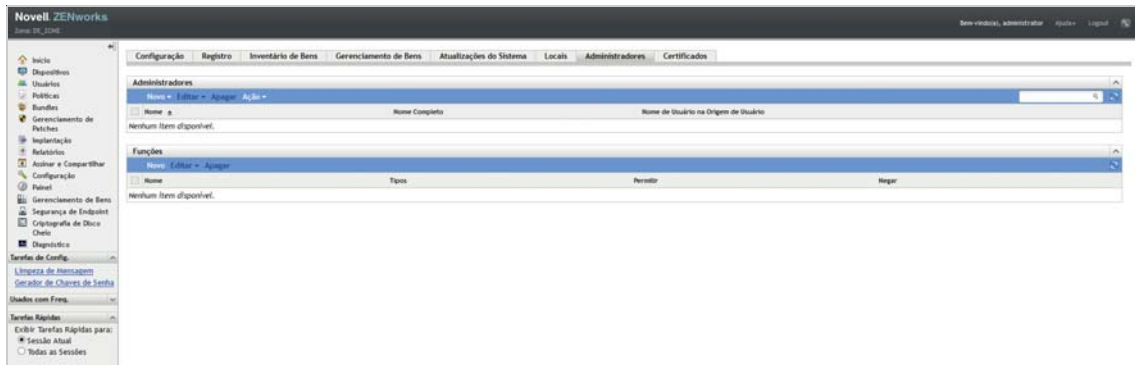 Novell ZENworks
Zona: DE_ZONE
Bem-vindo(a), administrator Ajuda Logout
Início
Dispositivos
Usuários
Políticas
Bundles
Gerenciamento de
Patches
Implantação
Relatórios
Assinar e Compartilhar
Configuração
Painel
Gerenciamento de Bens
Segurança de Endpoint
Criptografia de Disco
Cheio
Diagnóstico
Tarefas de Config.
Limpeza de Mensagem
Gerador de Chaves de Senha
Usados com Freq.
Tarefas Rápidas
Exibir Tarefas Rápidas para:
Sessão Atual
Todas as Sessões
Configuração Registro Inventário de Bens Gerenciamento de Bens Atualizações do Sistema Locais Administradores Certificados
Administradores
Novo Editar Apagar Ação
Nome Nome Completo Nome de Usuário na Origem de Usuário
Nenhum item disponível.
Funções
Novo Editar Apagar
Nome Tipos Permitir Negar
Nenhum item disponível.